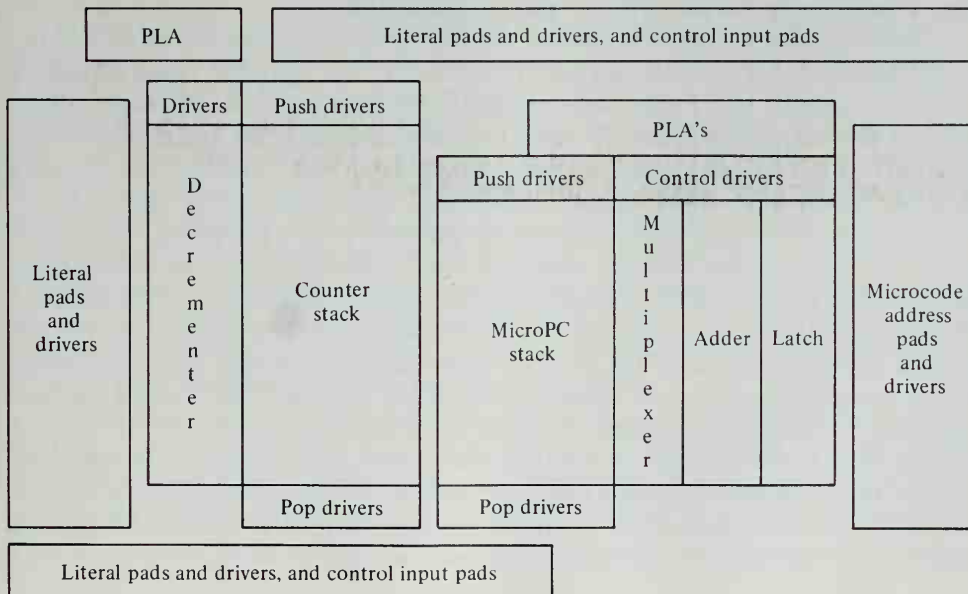 PLA
Literal pads and drivers, and control input pads
Drivers
Push drivers
PLA's
Push drivers
Control drivers
Literal
pads
and
drivers
Decrementer
Counter
stack
MicroPC
stack
Multiplexer
Adder
Latch
Microcode
address
pads
and
drivers
Pop drivers
Pop drivers
Literal pads and drivers, and control input pads